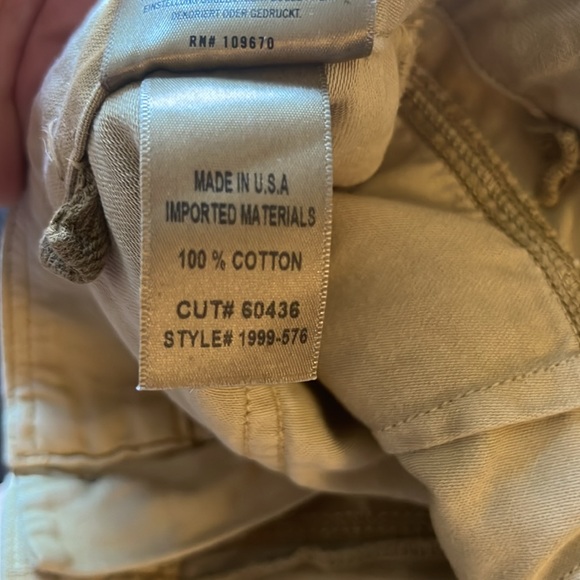 DEKORIERT ODER GEDRUCKT.
RN# 109670
MADE IN U.S.A
IMPORTED MATERIALS
100 % COTTON
CUT# 60436
STYLE# 1999-576